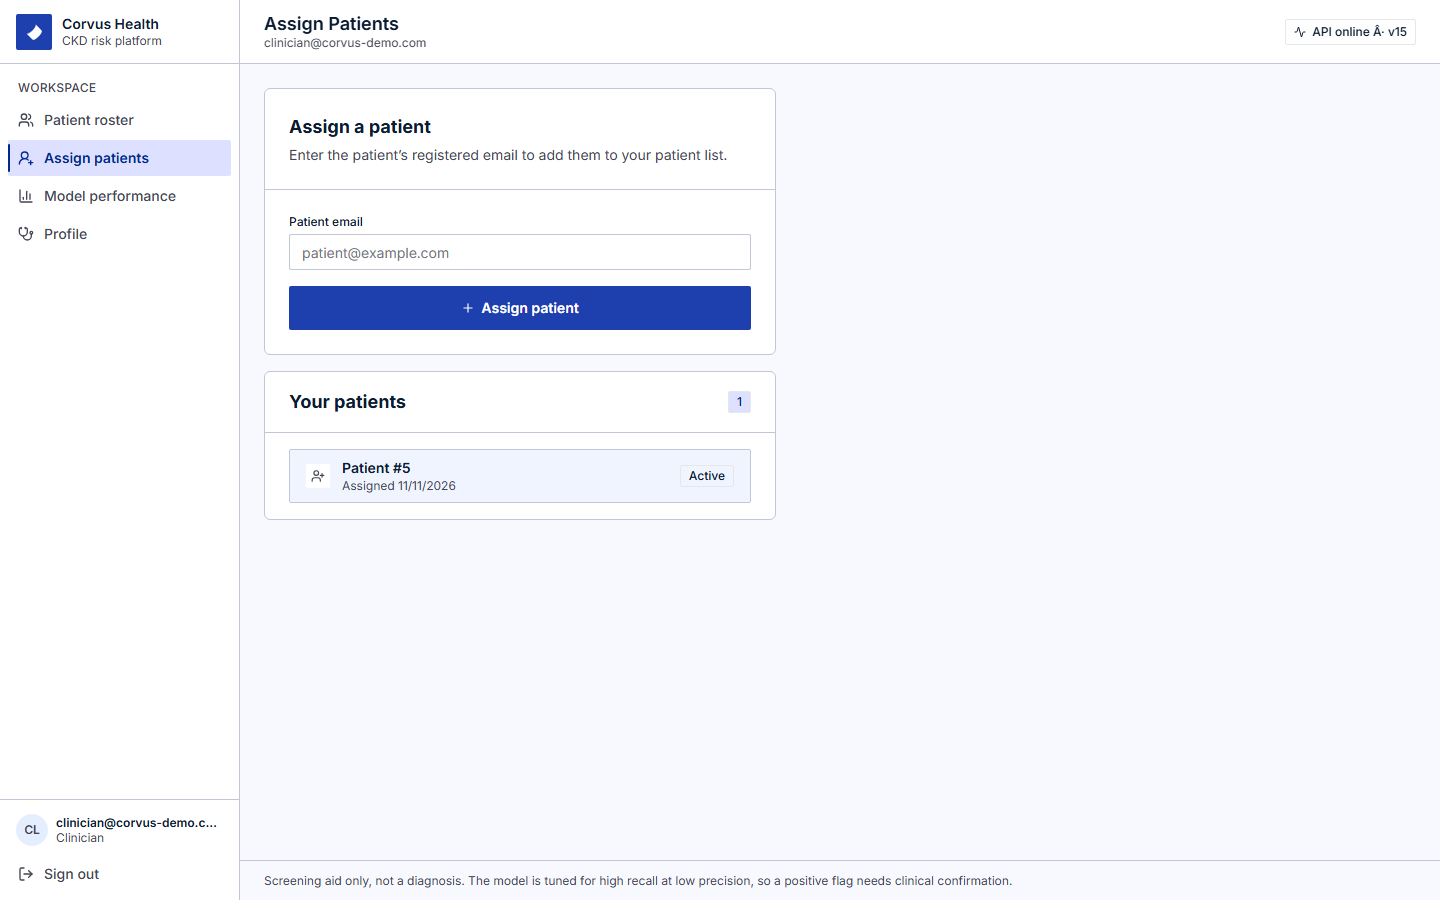 Corvus Health
CKD risk platform
WORKSPACE
Patient roster
Assign patients
Model performance
Profile
clinician@corvus-demo.c...
CL
Clinician
Sign out
Assign Patients
clinician@corvus-demo.com
API online Â· v15
Assign a patient
Enter the patient’s registered email to add them to your patient list.
Patient email
patient@example.com
+ Assign patient
Your patients
1
Patient #5
Assigned 11/11/2026
Active
Screening aid only, not a diagnosis. The model is tuned for high recall at low precision, so a positive flag needs clinical confirmation.